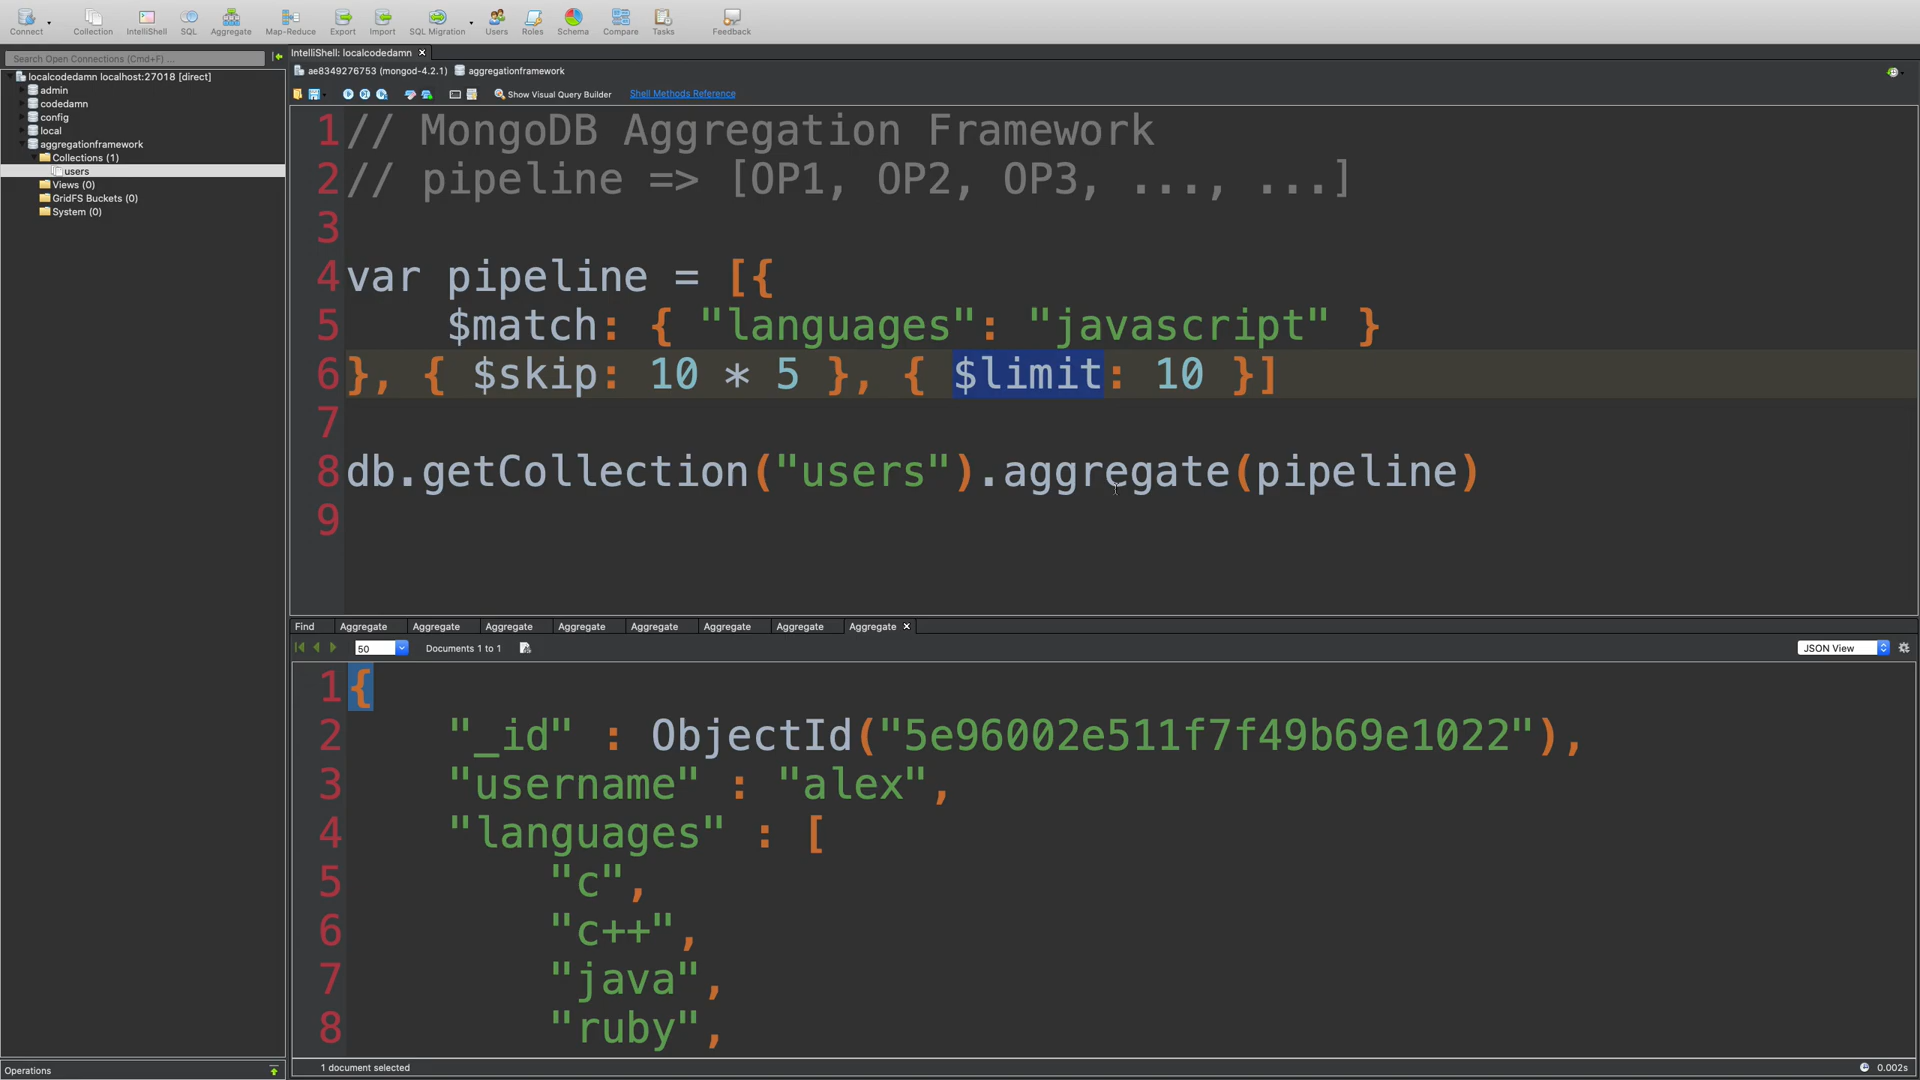 Connect
Collection
IntelliShell
SQL
Aggregate
Map-Reduce
Export
Import
SQL Migration
Users
Roles
Schema
Compare
Tasks
Feedback
Search Open Connections (Cmd+F) ...
localcodedamn localhost:27018 [direct]
admin
codedamn
config
local
aggregationframework
Collections (1)
users
Views (0)
GridFS Buckets (0)
System (0)
Operations
IntelliShell: localcodedamn
ae8349276753 (mongod-4.2.1) aggregationframework
Show Visual Query Builder Shell Methods Reference
1 // MongoDB Aggregation Framework
2 // pipeline => [OP1, OP2, OP3, ..., ...]
3
4 var pipeline = [{
5 $match: { "languages": "javascript" }
6 }, { $skip: 10 * 5 }, { $limit: 10 }]
7
8 db.getCollection("users").aggregate(pipeline)
9
Find Aggregate Aggregate Aggregate Aggregate Aggregate Aggregate Aggregate Aggregate
50 Documents 1 to 1 JSON View
1 {
2 "_id" : ObjectId("5e96002e511f7f49b69e1022"),
3 "username" : "alex",
4 "languages" : [
5 "c",
6 "c++",
7 "java",
8 "ruby",
1 document selected 0.002s